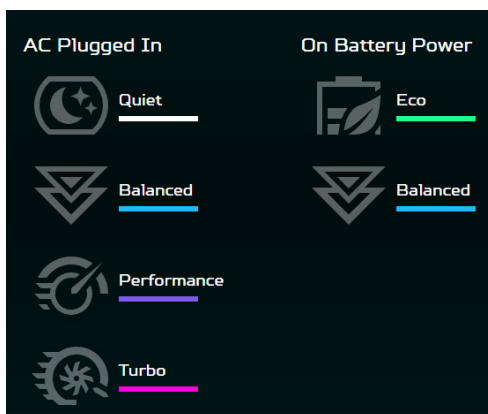 AC Plugged In
Quiet
Balanced
Performance
Turbo
On Battery Power
Eco
Balanced